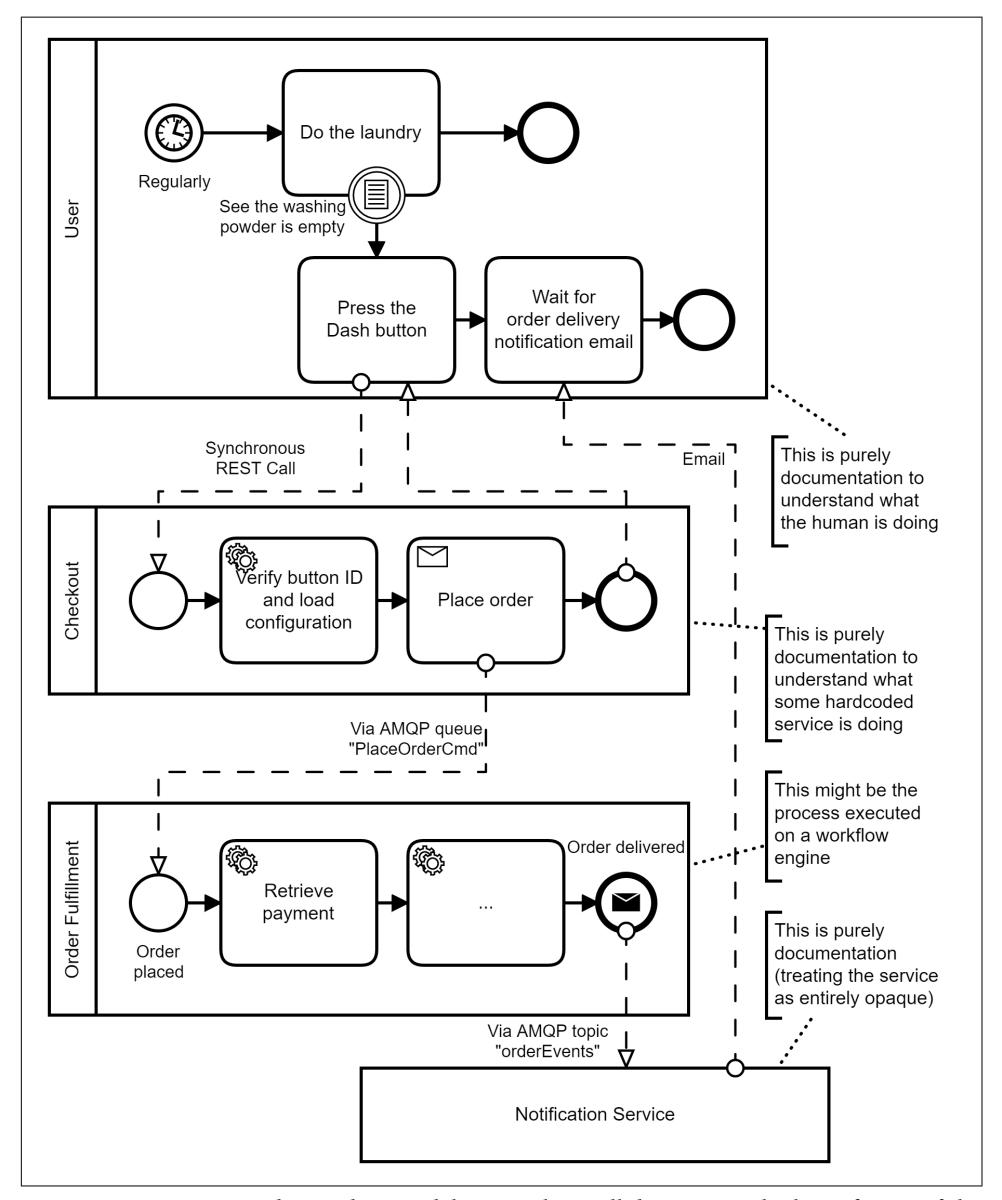 Do the laundry
Regularly
See the washing
powder is empty
User
Press the
Dash button
Wait for
order delivery
notification email
Synchronous
REST Call
Email
This is purely
documentation to
understand what
the human is doing
Checkout
Verify button ID
and load
configuration
Place order
This is purely
documentation to
understand what
some hardcoded
service is doing
Via AMQP queue
"PlaceOrderCmd"
This might be the
process executed
on a workflow
engine
Order Fulfillment
Order delivered
Retrieve
payment
...
Order
placed
This is purely
documentation
(treating the service
as entirely opaque)
Via AMQP topic
"orderEvents"
Notification Service